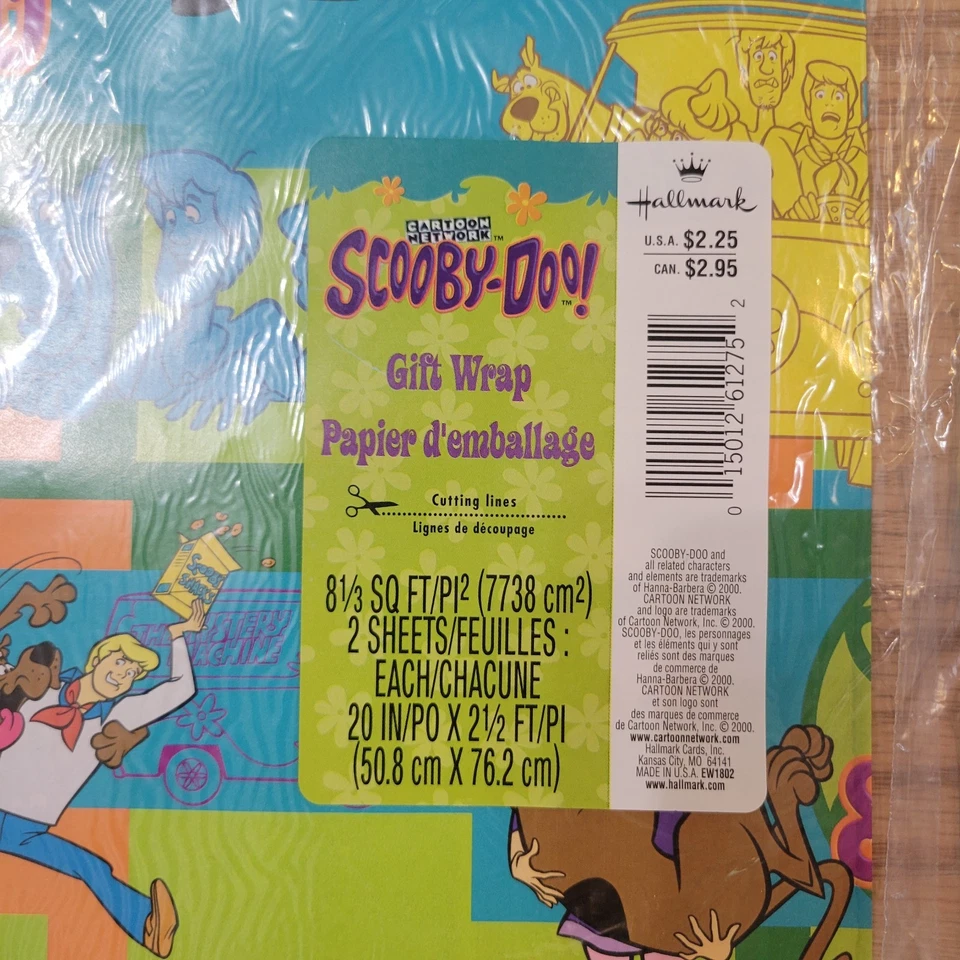 CARTOON
NETWORK™
SCOOBY-DOO!™
Gift Wrap
Papier d'emballage
Cutting lines
Lignes de découpage
8⅓ SQ FT/PI² (7738 cm²)
2 SHEETS/FEUILLES :
EACH/CHACUNE
20 IN/PO X 2½ FT/PI
(50.8 cm X 76.2 cm)
Hallmark
U.S.A. $2.25
CAN. $2.95
0 15012 61275 2
SCOOBY-DOO and
all related characters
and elements are trademarks
of Hanna-Barbera © 2000.
CARTOON NETWORK
and logo are trademarks
of Cartoon Network, Inc. © 2000.
SCOOBY-DOO, les personnages
et les éléments qui y sont
reliés sont des marques
de commerce de
Hanna-Barbera © 2000.
CARTOON NETWORK
et son logo sont
des marques de commerce
de Cartoon Network, Inc. © 2000.
www.cartoonnetwork.com
Hallmark Cards, Inc.
Kansas City, MO 64141
MADE IN U.S.A. EW1802
www.hallmark.com
SCOOBY
SNACKS
MYSTERY
MACHINE